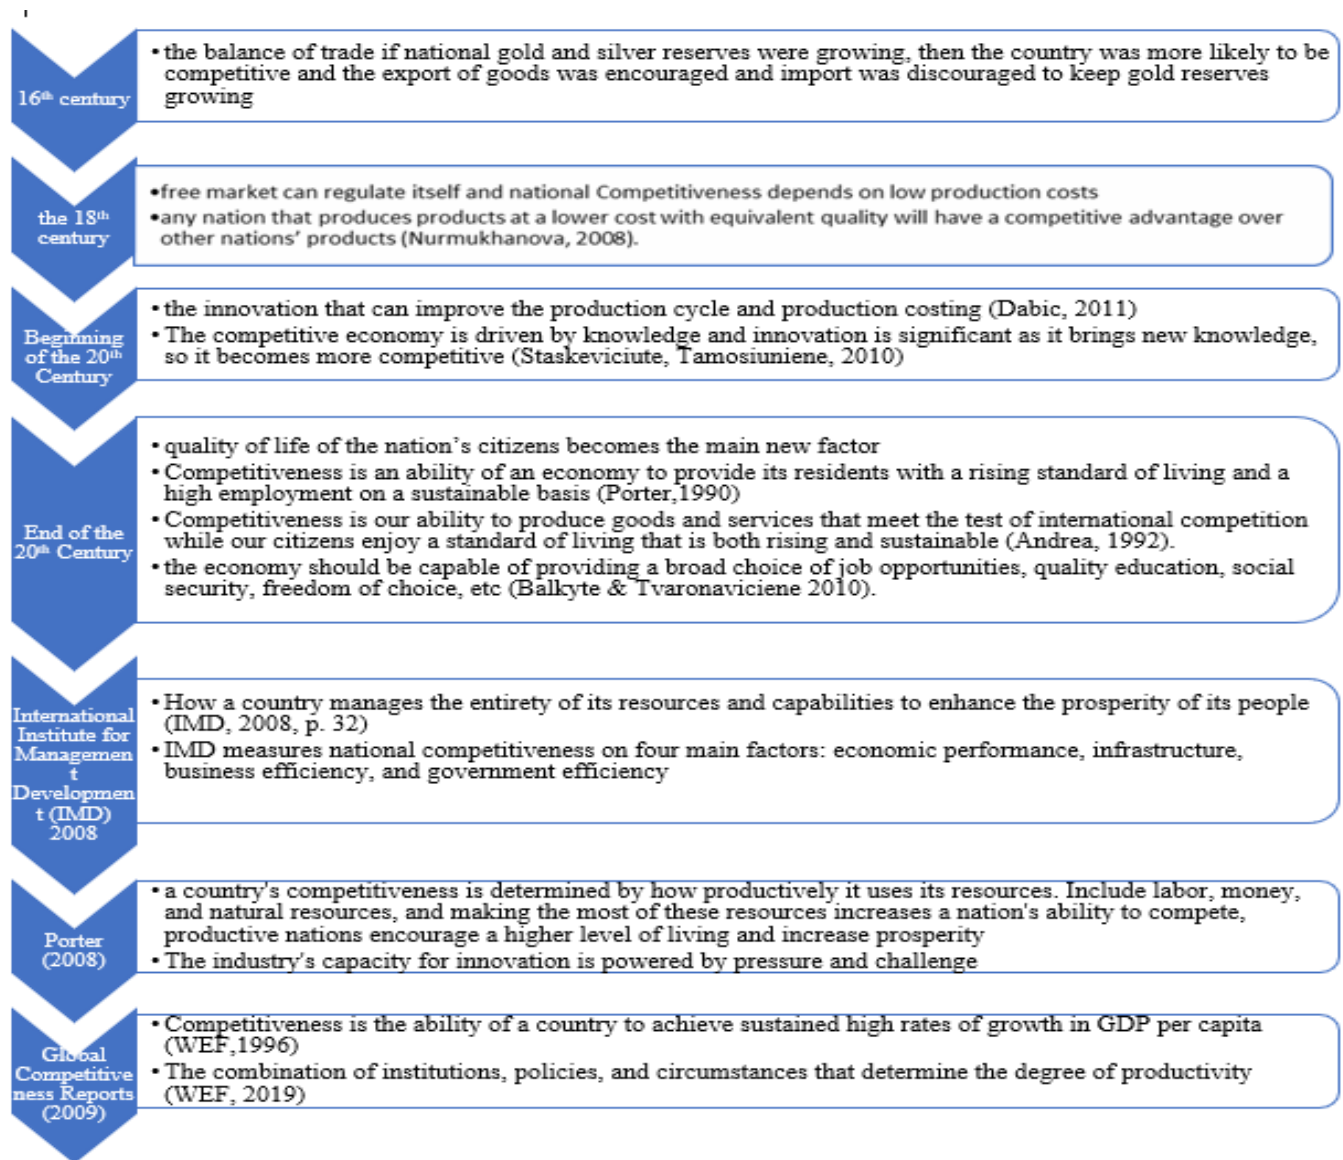 16th century
• the balance of trade if national gold and silver reserves were growing, then the country was more likely to be
competitive and the export of goods was encouraged and import was discouraged to keep gold reserves
growing
the 18th
century
•free market can regulate itself and national Competitiveness depends on low production costs
•any nation that produces products at a lower cost with equivalent quality will have a competitive advantage over
other nations’ products (Nurmukhanova, 2008).
Beginning
of the 20th
Century
• the innovation that can improve the production cycle and production costing (Dabic, 2011)
• The competitive economy is driven by knowledge and innovation is significant as it brings new knowledge,
so it becomes more competitive (Staskeviciute, Tamosiuniene, 2010)
End of the
20th Century
• quality of life of the nation’s citizens becomes the main new factor
• Competitiveness is an ability of an economy to provide its residents with a rising standard of living and a
high employment on a sustainable basis (Porter,1990)
• Competitiveness is our ability to produce goods and services that meet the test of international competition
while our citizens enjoy a standard of living that is both rising and sustainable (Andrea, 1992).
• the economy should be capable of providing a broad choice of job opportunities, quality education, social
security, freedom of choice, etc (Balkyte & Tvaronaviciene 2010).
International
Institute for
Managemen
t
Developmen
t (IMD)
2008
• How a country manages the entirety of its resources and capabilities to enhance the prosperity of its people
(IMD, 2008, p. 32)
• IMD measures national competitiveness on four main factors: economic performance, infrastructure,
business efficiency, and government efficiency
Porter
(2008)
• a country's competitiveness is determined by how productively it uses its resources. Include labor, money,
and natural resources, and making the most of these resources increases a nation's ability to compete,
productive nations encourage a higher level of living and increase prosperity
• The industry's capacity for innovation is powered by pressure and challenge
Global
Competitive
ness Reports
(2009)
• Competitiveness is the ability of a country to achieve sustained high rates of growth in GDP per capita
(WEF,1996)
• The combination of institutions, policies, and circumstances that determine the degree of productivity
(WEF, 2019)